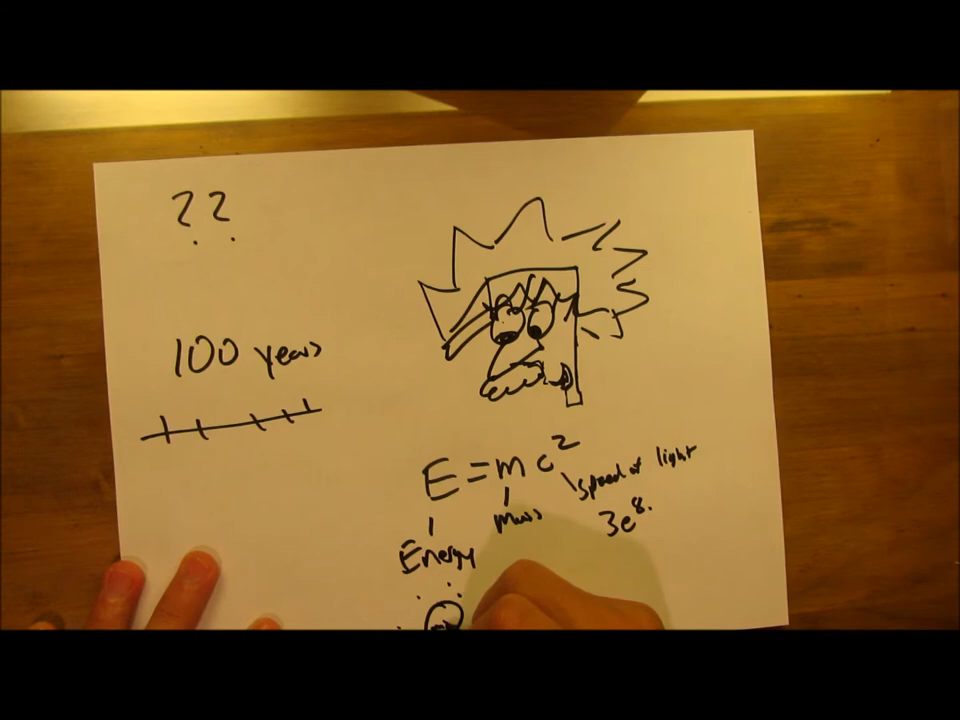 ??
100 years
E=mc²
speed of light
mass
3e⁸.
Energy